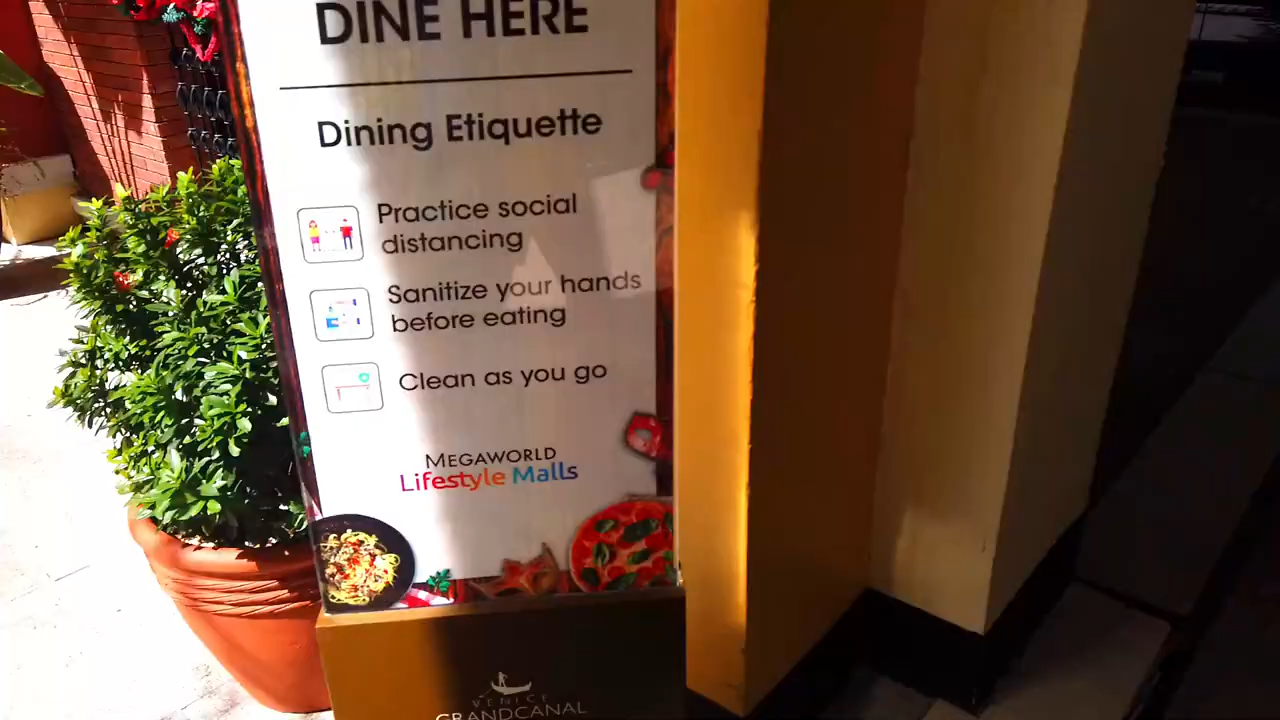 DINE HERE
Dining Etiquette
Practice social
distancing
Sanitize your hands
before eating
Clean as you go
MEGAWORLD
Lifestyle Malls
VENICE
GRANDCANAL